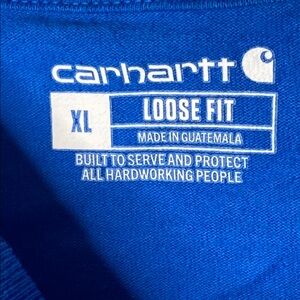 carhartt
XL
LOOSE FIT
MADE IN GUATEMALA
BUILT TO SERVE AND PROTECT
ALL HARDWORKING PEOPLE